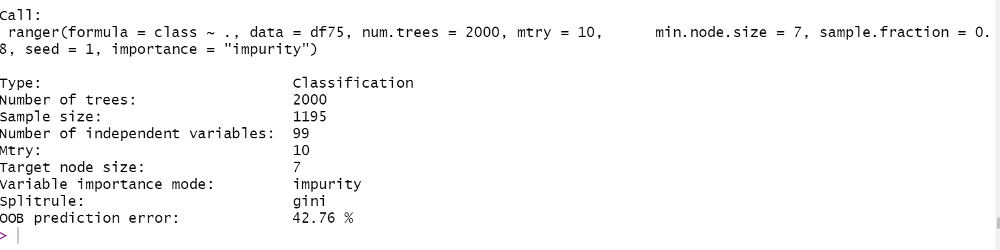 Call:
 ranger(formula = class ~ ., data = df75, num.trees = 2000, mtry = 10,      min.node.size = 7, sample.fraction = 0.
8, seed = 1, importance = "impurity")

Type:                             Classification
Number of trees:                  2000
Sample size:                      1195
Number of independent variables:  99
Mtry:                             10
Target node size:                 7
Variable importance mode:         impurity
Splitrule:                        gini
OOB prediction error:             42.76 %
>